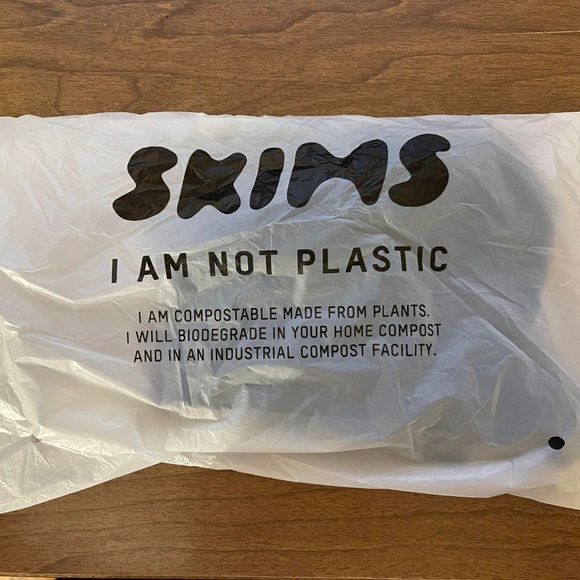 SKIMS
I AM NOT PLASTIC
I AM COMPOSTABLE MADE FROM PLANTS.
I WILL BIODEGRADE IN YOUR HOME COMPOST
AND IN AN INDUSTRIAL COMPOST FACILITY.